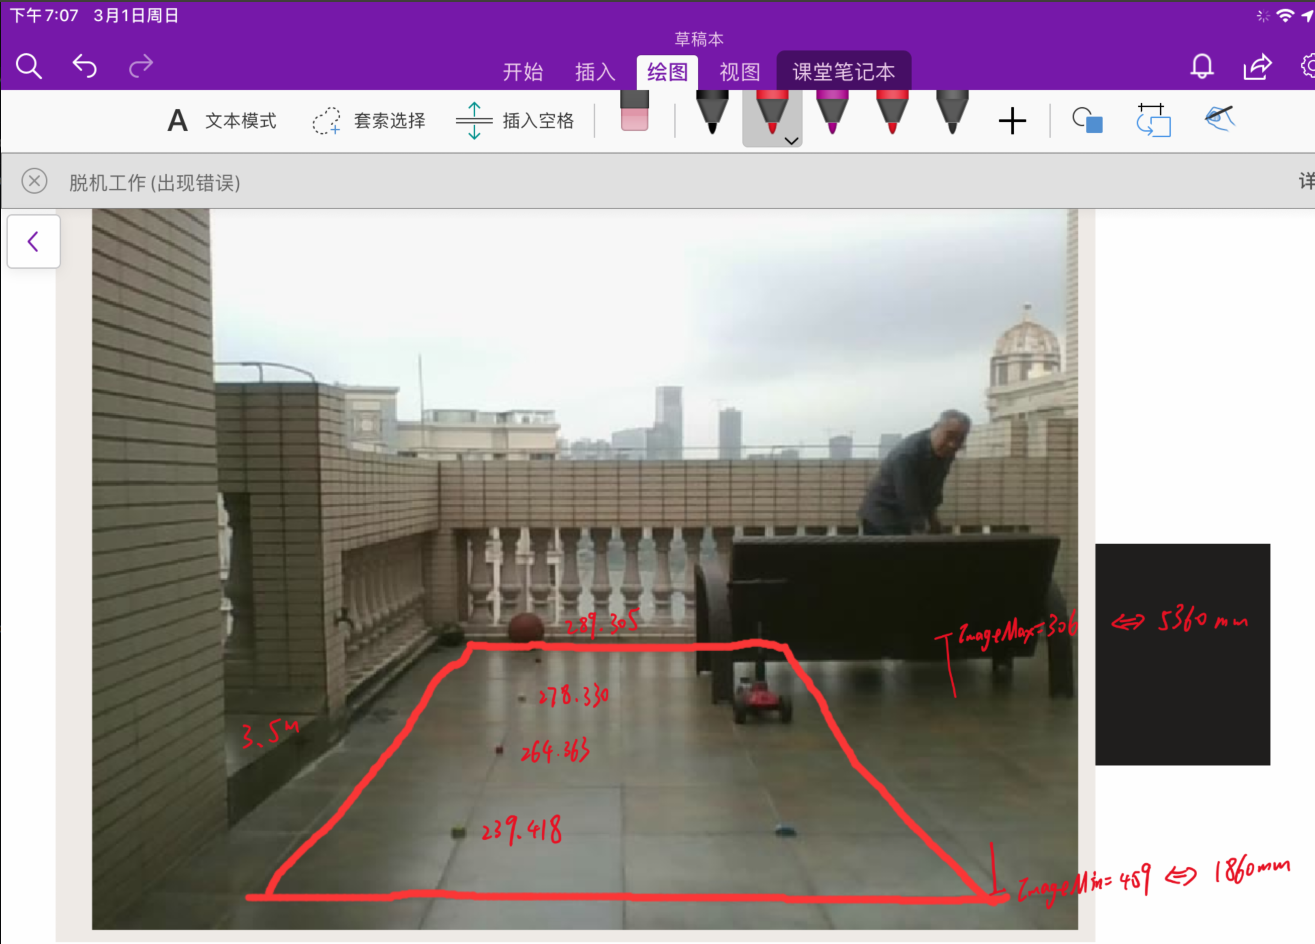 下午7:07 3月1日周日
草稿本
开始 插入 绘图 视图 课堂笔记本
A 文本模式 套索选择 插入空格
脱机工作 (出现错误)
详
289.305
ImageMax=306 ⇔ 5360mm
278.330
3.5m
264.363
239.418
ImageMin=459 ⇔ 1860mm